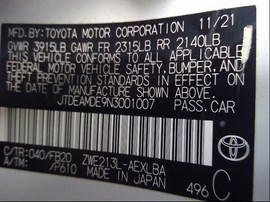 MFD.BY:TOYOTA MOTOR CORPORATION 11/21
GVWR 3915LB GAWR FR 2315LB RR 2140LB
THIS VEHICLE CONFORMS TO ALL APPLICABLE
FEDERAL MOTOR VEHICLE SAFETY, BUMPER, AND
THEFT PREVENTION STANDARDS IN EFFECT ON
THE DATE OF MANUFACTURE SHOWN ABOVE.
JTDEAMDE9N3001007 PASS.CAR
C/TR:040/FB20 ZWE213L-AEXLBA
A/TM: /P610 MADE IN JAPAN 496 C
TOYOTA